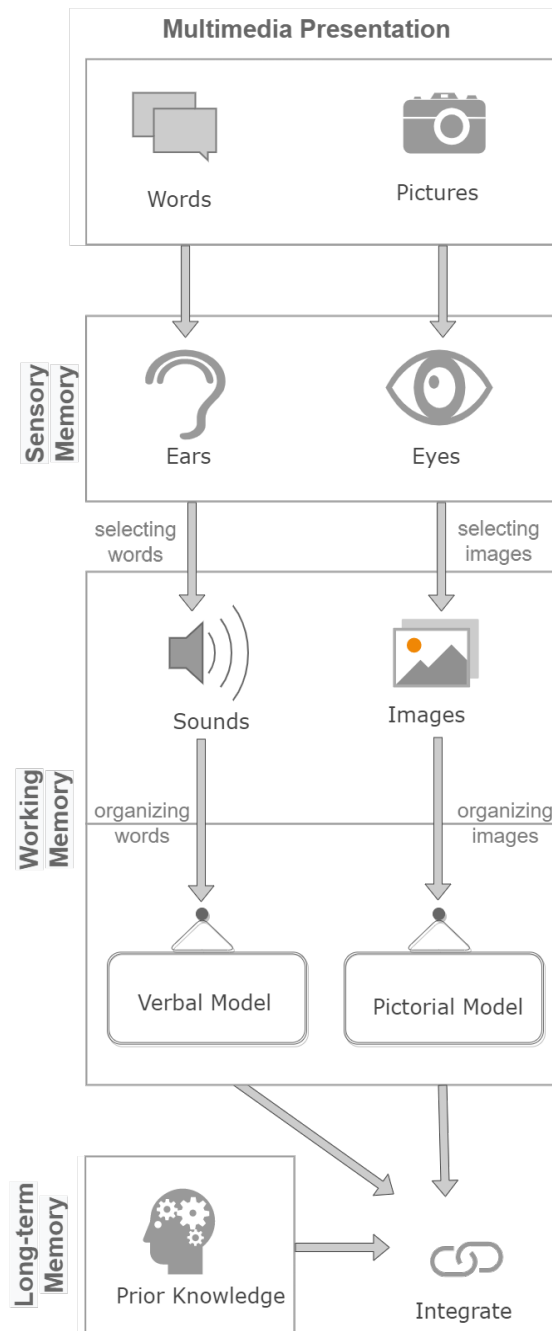 Multimedia Presentation
Words
Pictures
Sensory
Memory
Ears
Eyes
selecting
words
selecting
images
Working
Memory
Sounds
Images
organizing
words
organizing
images
Verbal Model
Pictorial Model
Long-term
Memory
Prior Knowledge
Integrate